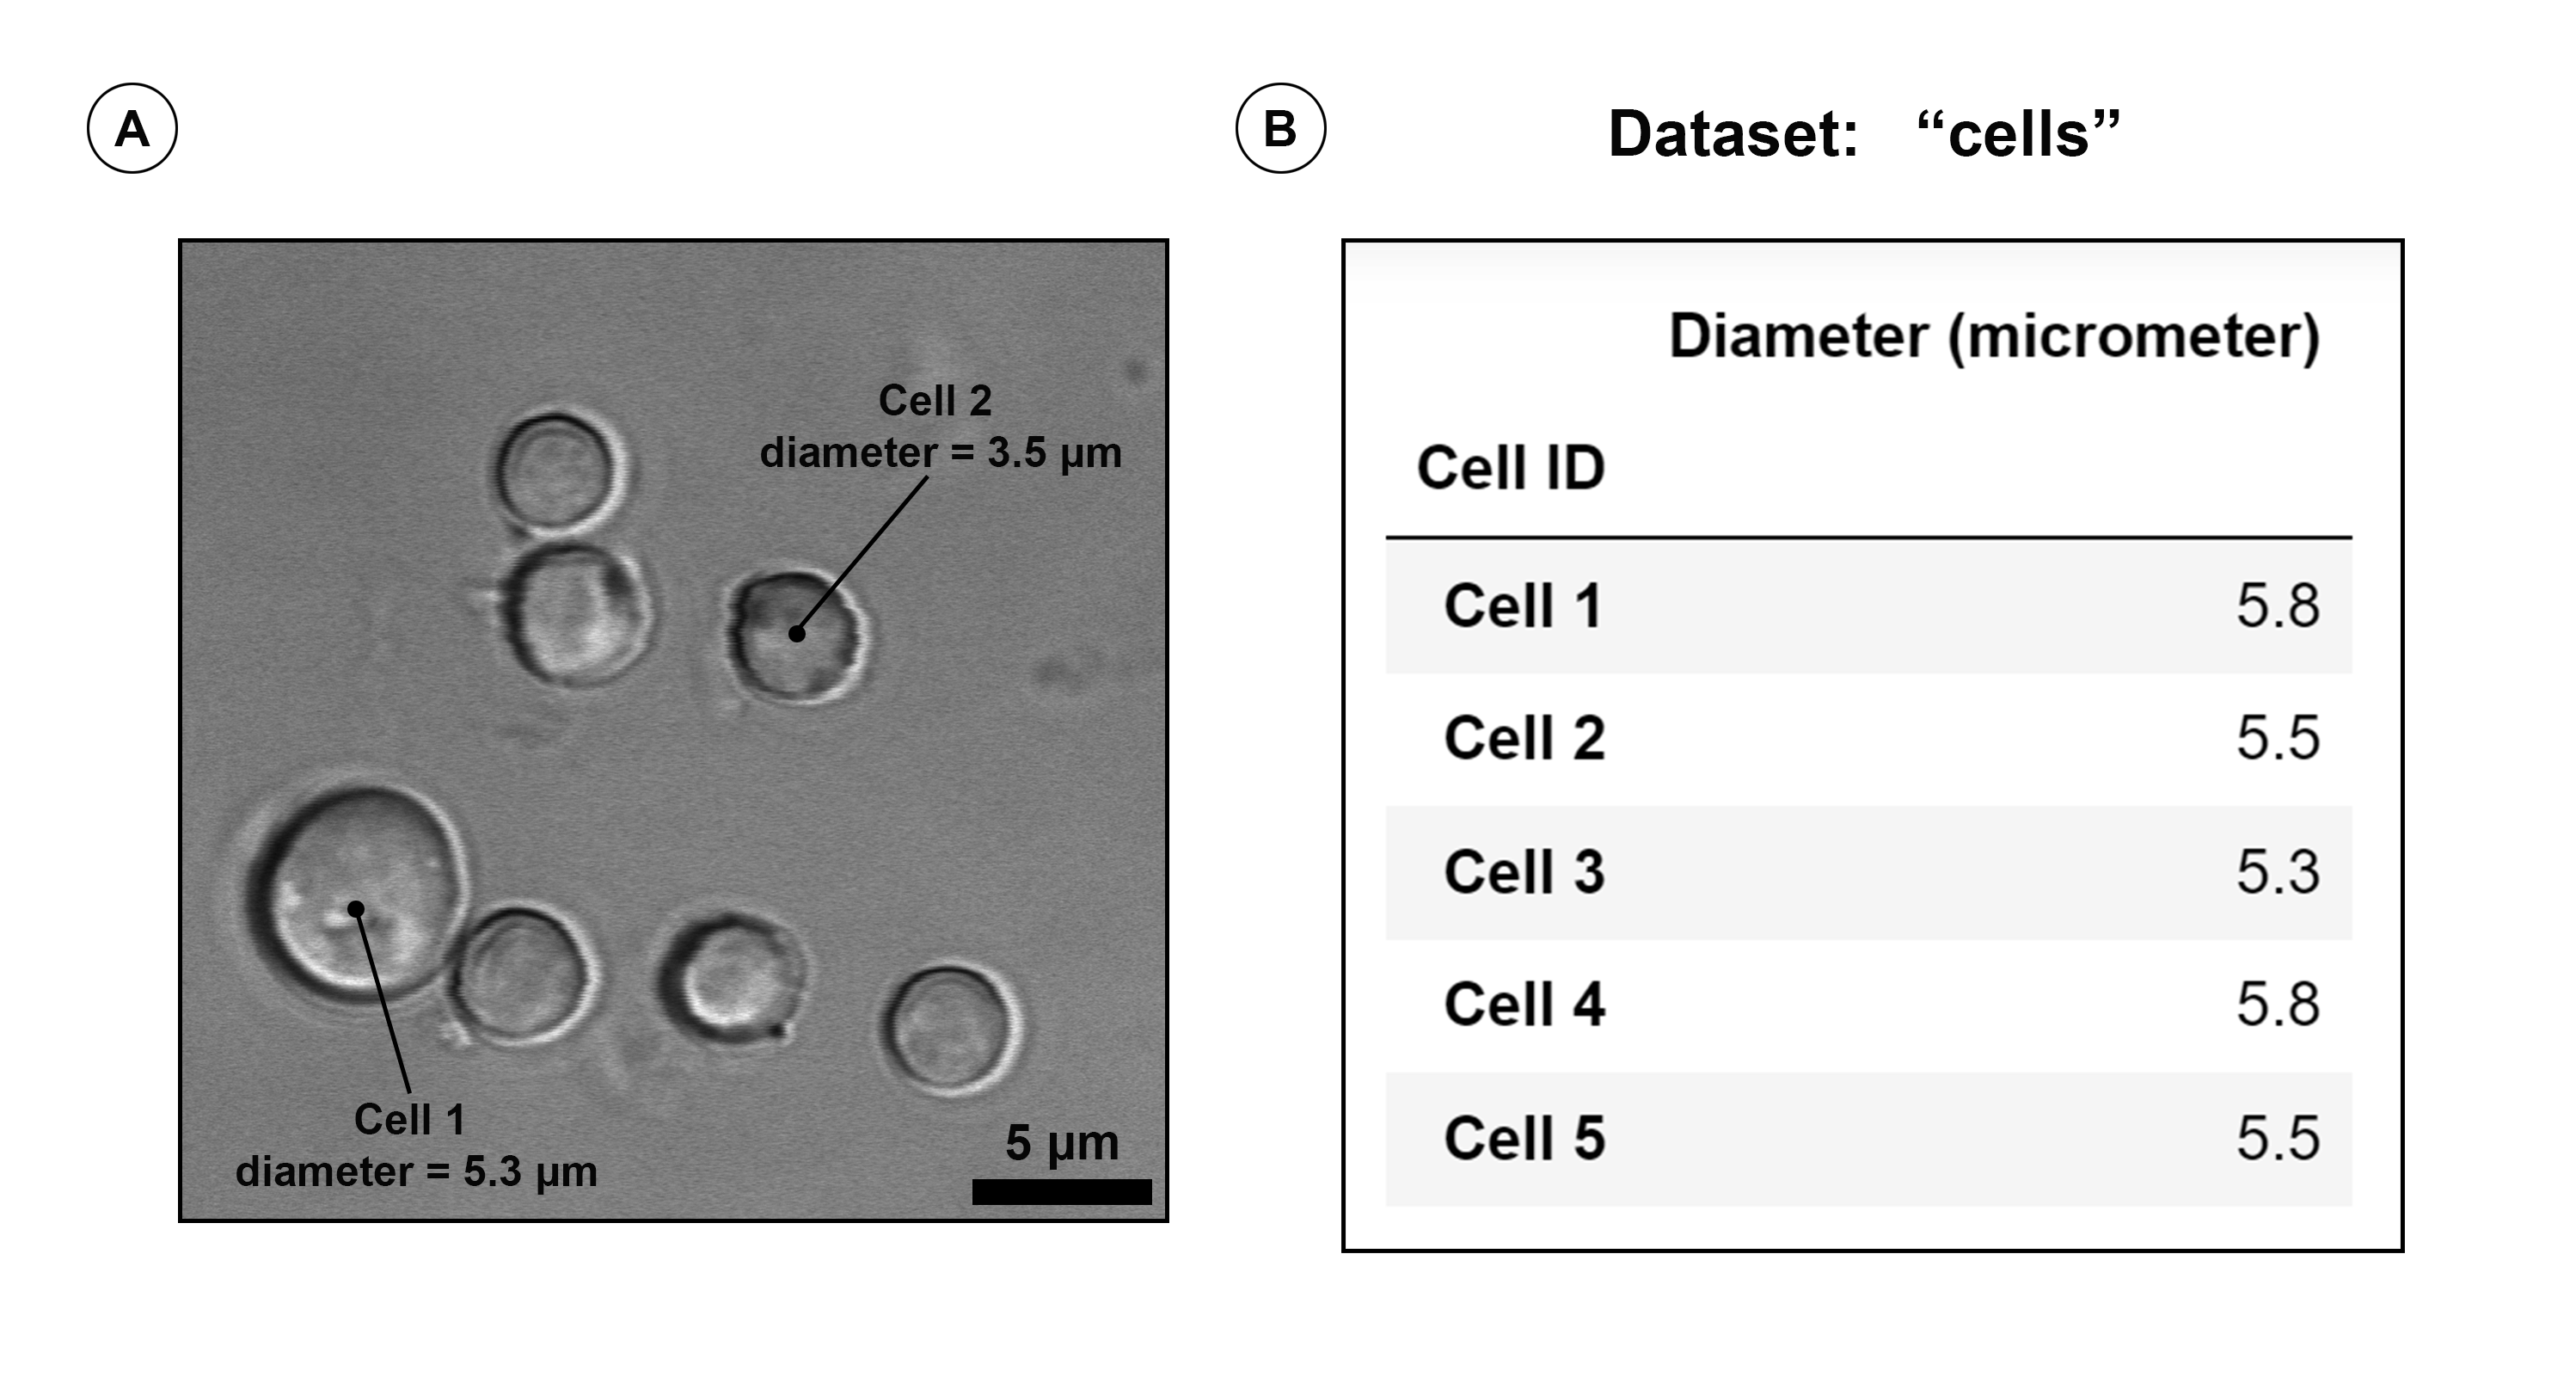 A
Cell 2
diameter = 3.5 µm
Cell 1
diameter = 5.3 µm
5 µm
B
Dataset: “cells”
Diameter (micrometer)
Cell ID
Cell 1 5.8
Cell 2 5.5
Cell 3 5.3
Cell 4 5.8
Cell 5 5.5